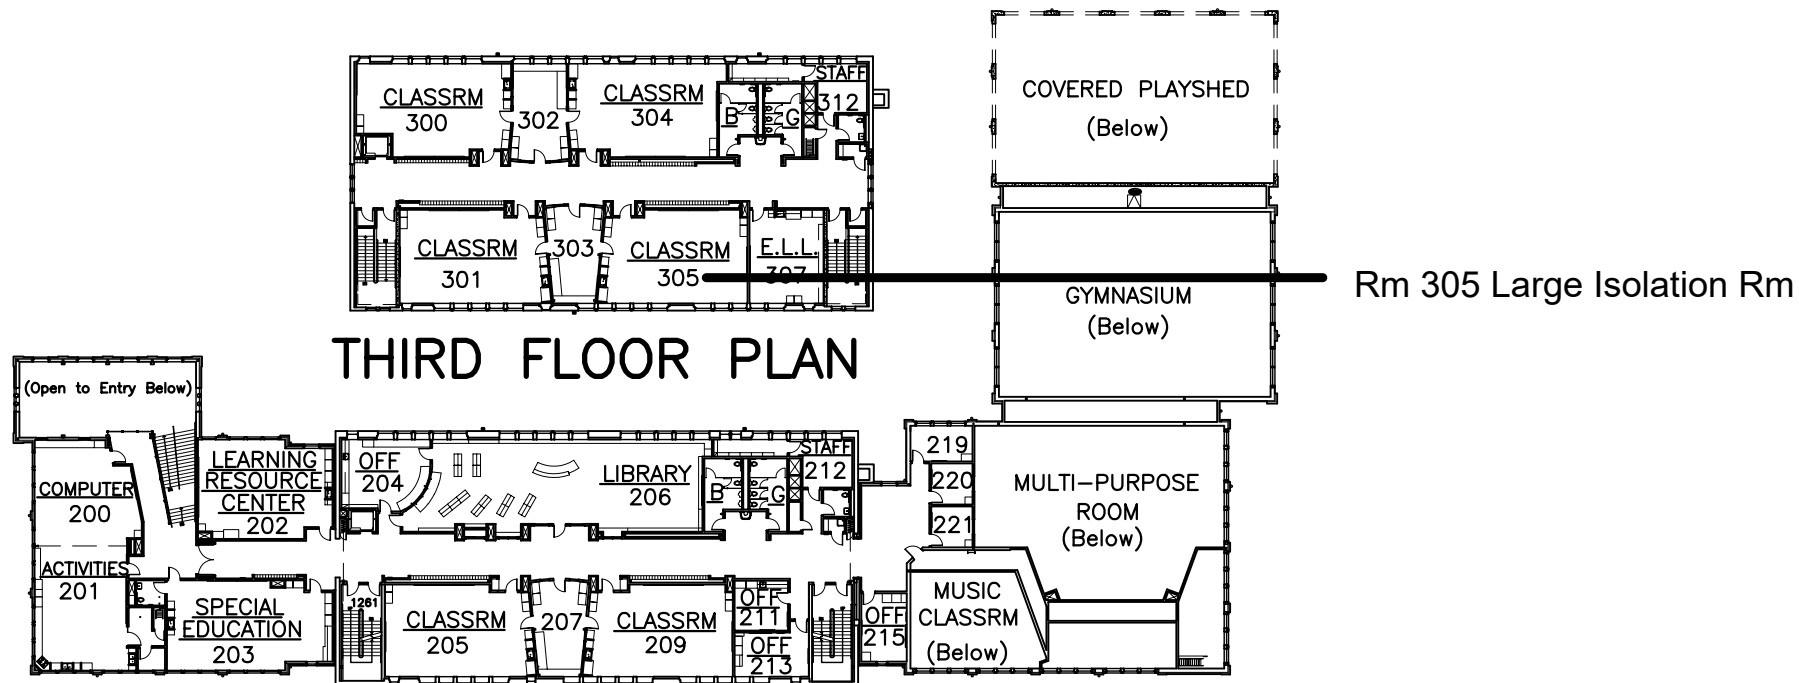 COVERED PLAYSHED
(Below)
STAFF
312
CLASSRM
300
302
CLASSRM
304
B
G
CLASSRM
301
303
CLASSRM
305
E.L.L.
307
GYMNASIUM
(Below)
Rm 305 Large Isolation Rm
THIRD FLOOR PLAN
(Open to Entry Below)
COMPUTER
200
ACTIVITIES
201
LEARNING
RESOURCE
CENTER
202
SPECIAL
EDUCATION
203
OFF
204
LIBRARY
206
B
G
STAFF
212
1261
CLASSRM
205
207
CLASSRM
209
OFF
211
OFF
213
OFF
215
219
220
221
MULTI-PURPOSE
ROOM
(Below)
MUSIC
CLASSRM
(Below)